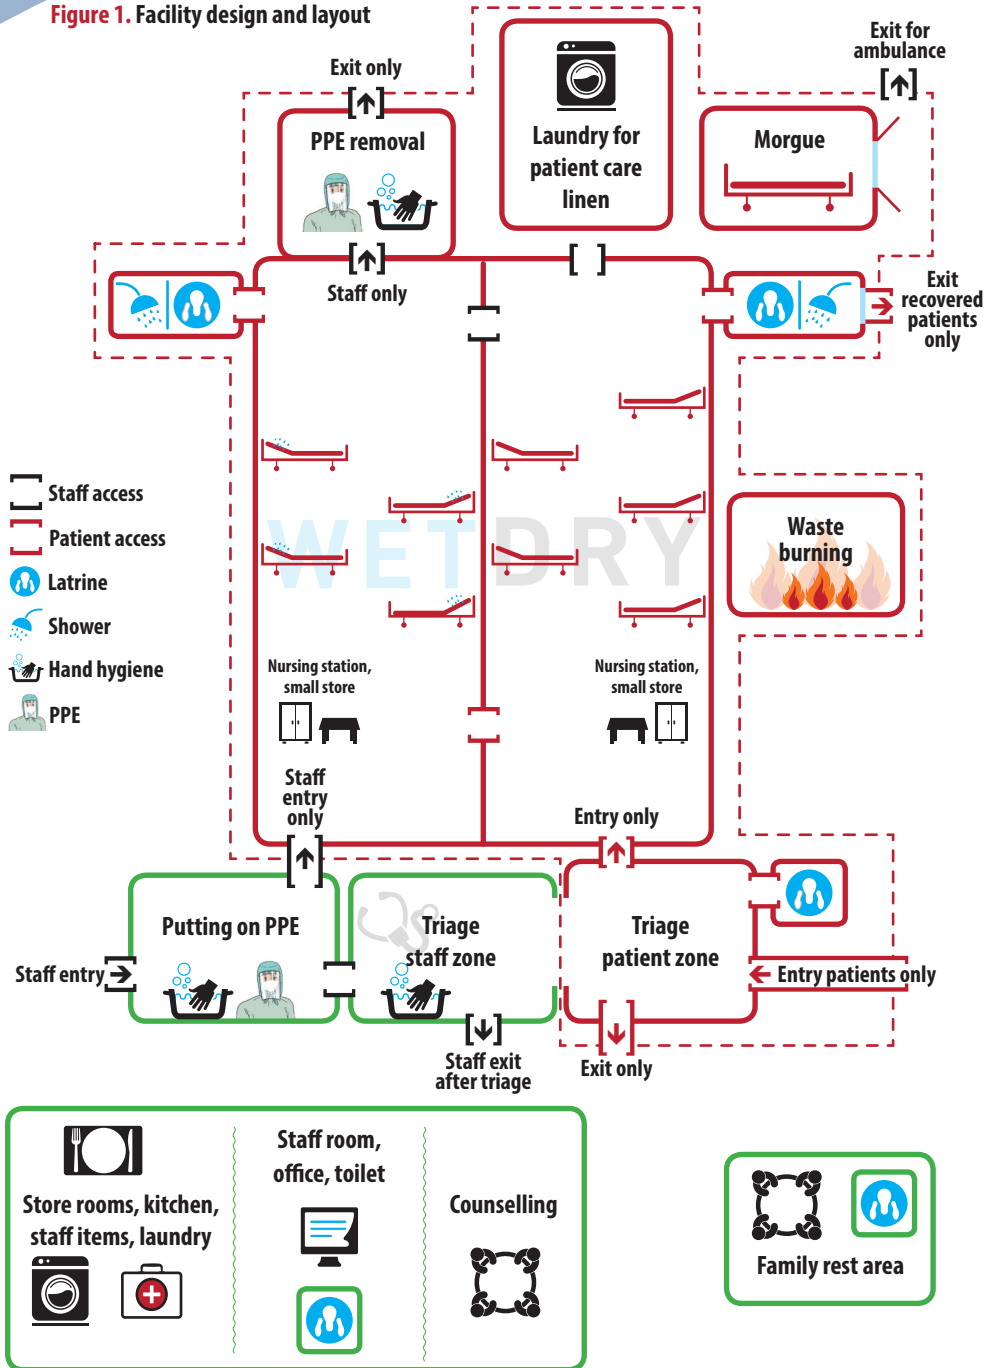 Figure 1. Facility design and layout
Exit for
ambulance
Exit only
PPE removal
Laundry for
patient care
linen
Morgue
Staff only
Exit
recovered
patients
only
Staff access
Patient access
Latrine
Shower
Hand hygiene
PPE
WET DRY
Waste
burning
Nursing station,
small store
Nursing station,
small store
Staff
entry
only
Entry only
Putting on PPE
Triage
staff zone
Triage
patient zone
Staff entry
Entry patients only
Staff exit
after triage
Exit only
Store rooms, kitchen,
staff items, laundry
Staff room,
office, toilet
Counselling
Family rest area